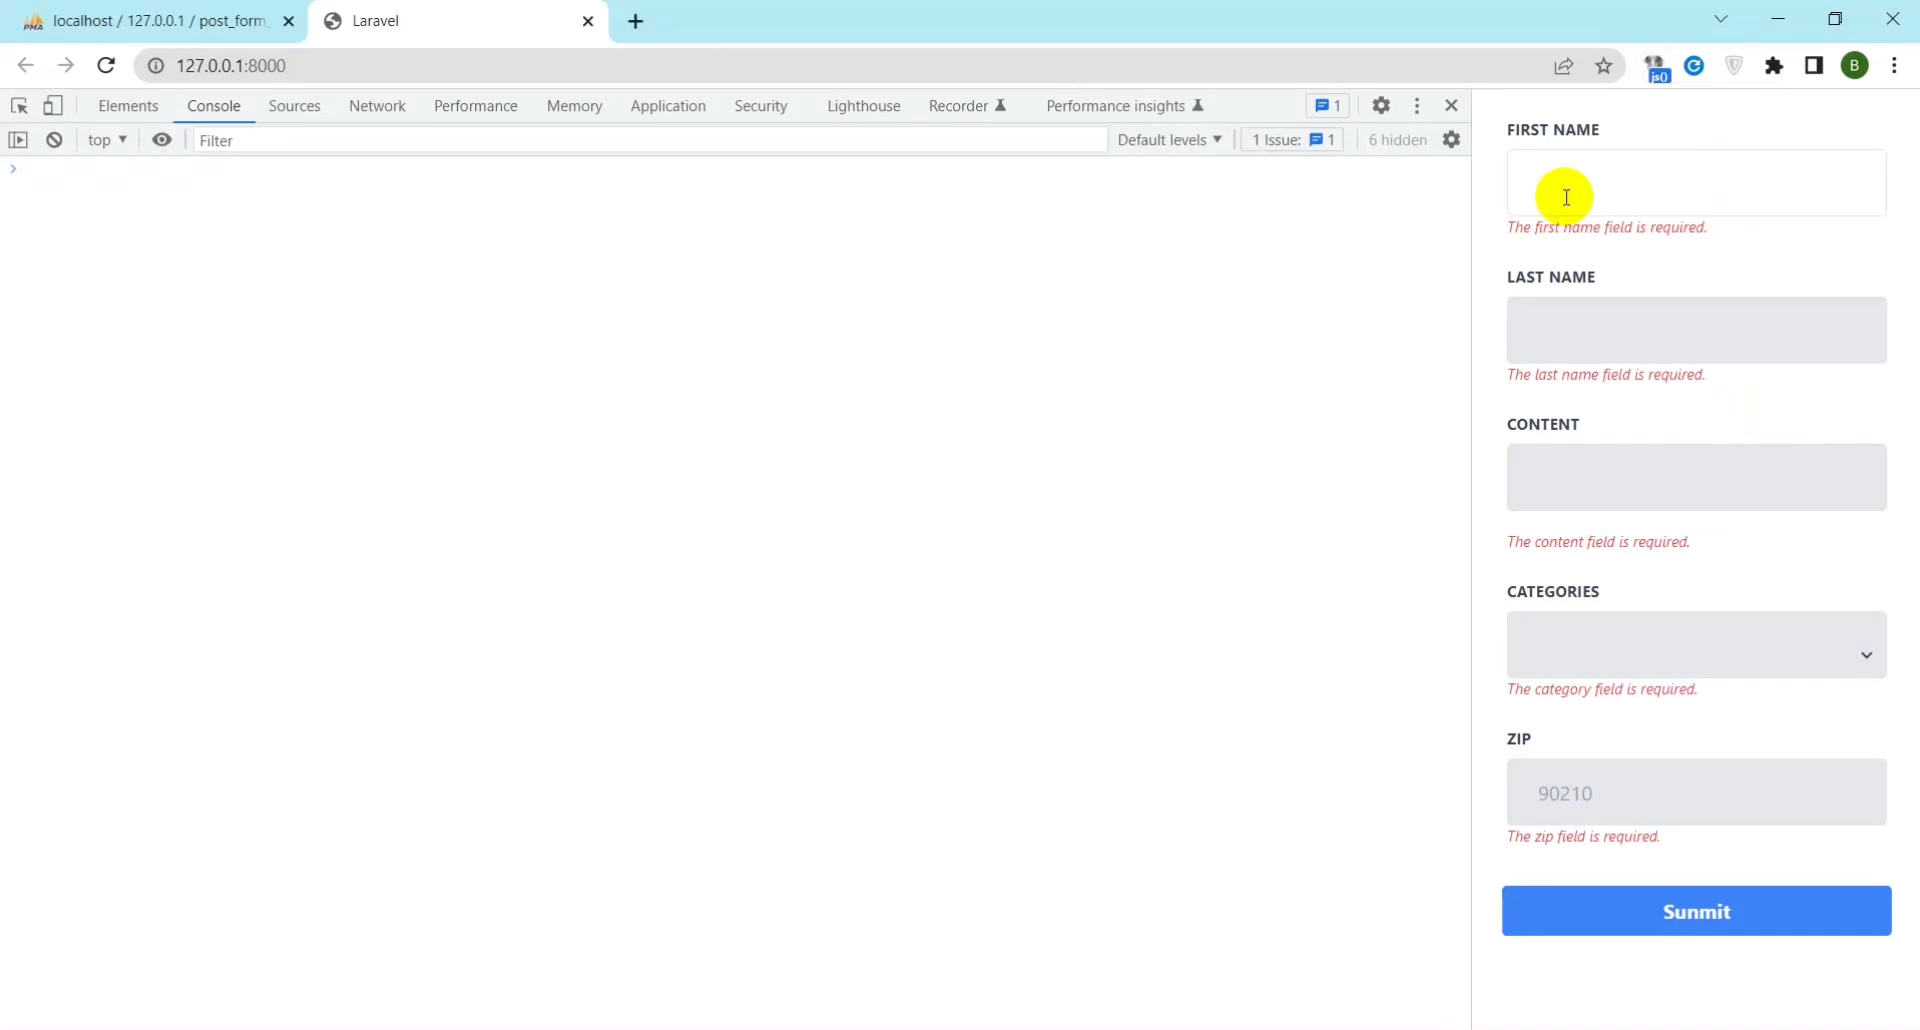 PMA localhost / 127.0.0.1 / post_form_
Laravel
127.0.0.1:8000
js()
B
Elements Console Sources Network Performance Memory Application Security Lighthouse Recorder Performance insights 1
top Filter Default levels 1 Issue: 1 6 hidden
FIRST NAME
The first name field is required.
LAST NAME
The last name field is required.
CONTENT
The content field is required.
CATEGORIES
The category field is required.
ZIP
90210
The zip field is required.
Sunmit